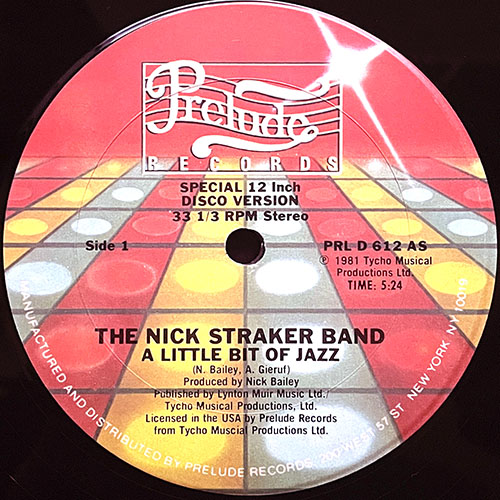 Prelude
RECORDS
SPECIAL 12 Inch
DISCO VERSION
33 1/3 RPM Stereo
Side 1
PRL D 612 AS
℗ 1981 Tycho Musical
Productions Ltd.
TIME: 5:24
THE NICK STRAKER BAND
A LITTLE BIT OF JAZZ
(N. Bailey, A. Gieruf)
Produced by Nick Bailey
Published by Lynton Muir Music Ltd./
Tycho Musical Productions, Ltd.
Licensed in the USA by Prelude Records
from Tycho Muscial Productions Ltd.
MANUFACTURED AND DISTRIBUTED BY PRELUDE RECORDS 200 WEST 57 ST NEW YORK, NY 10019